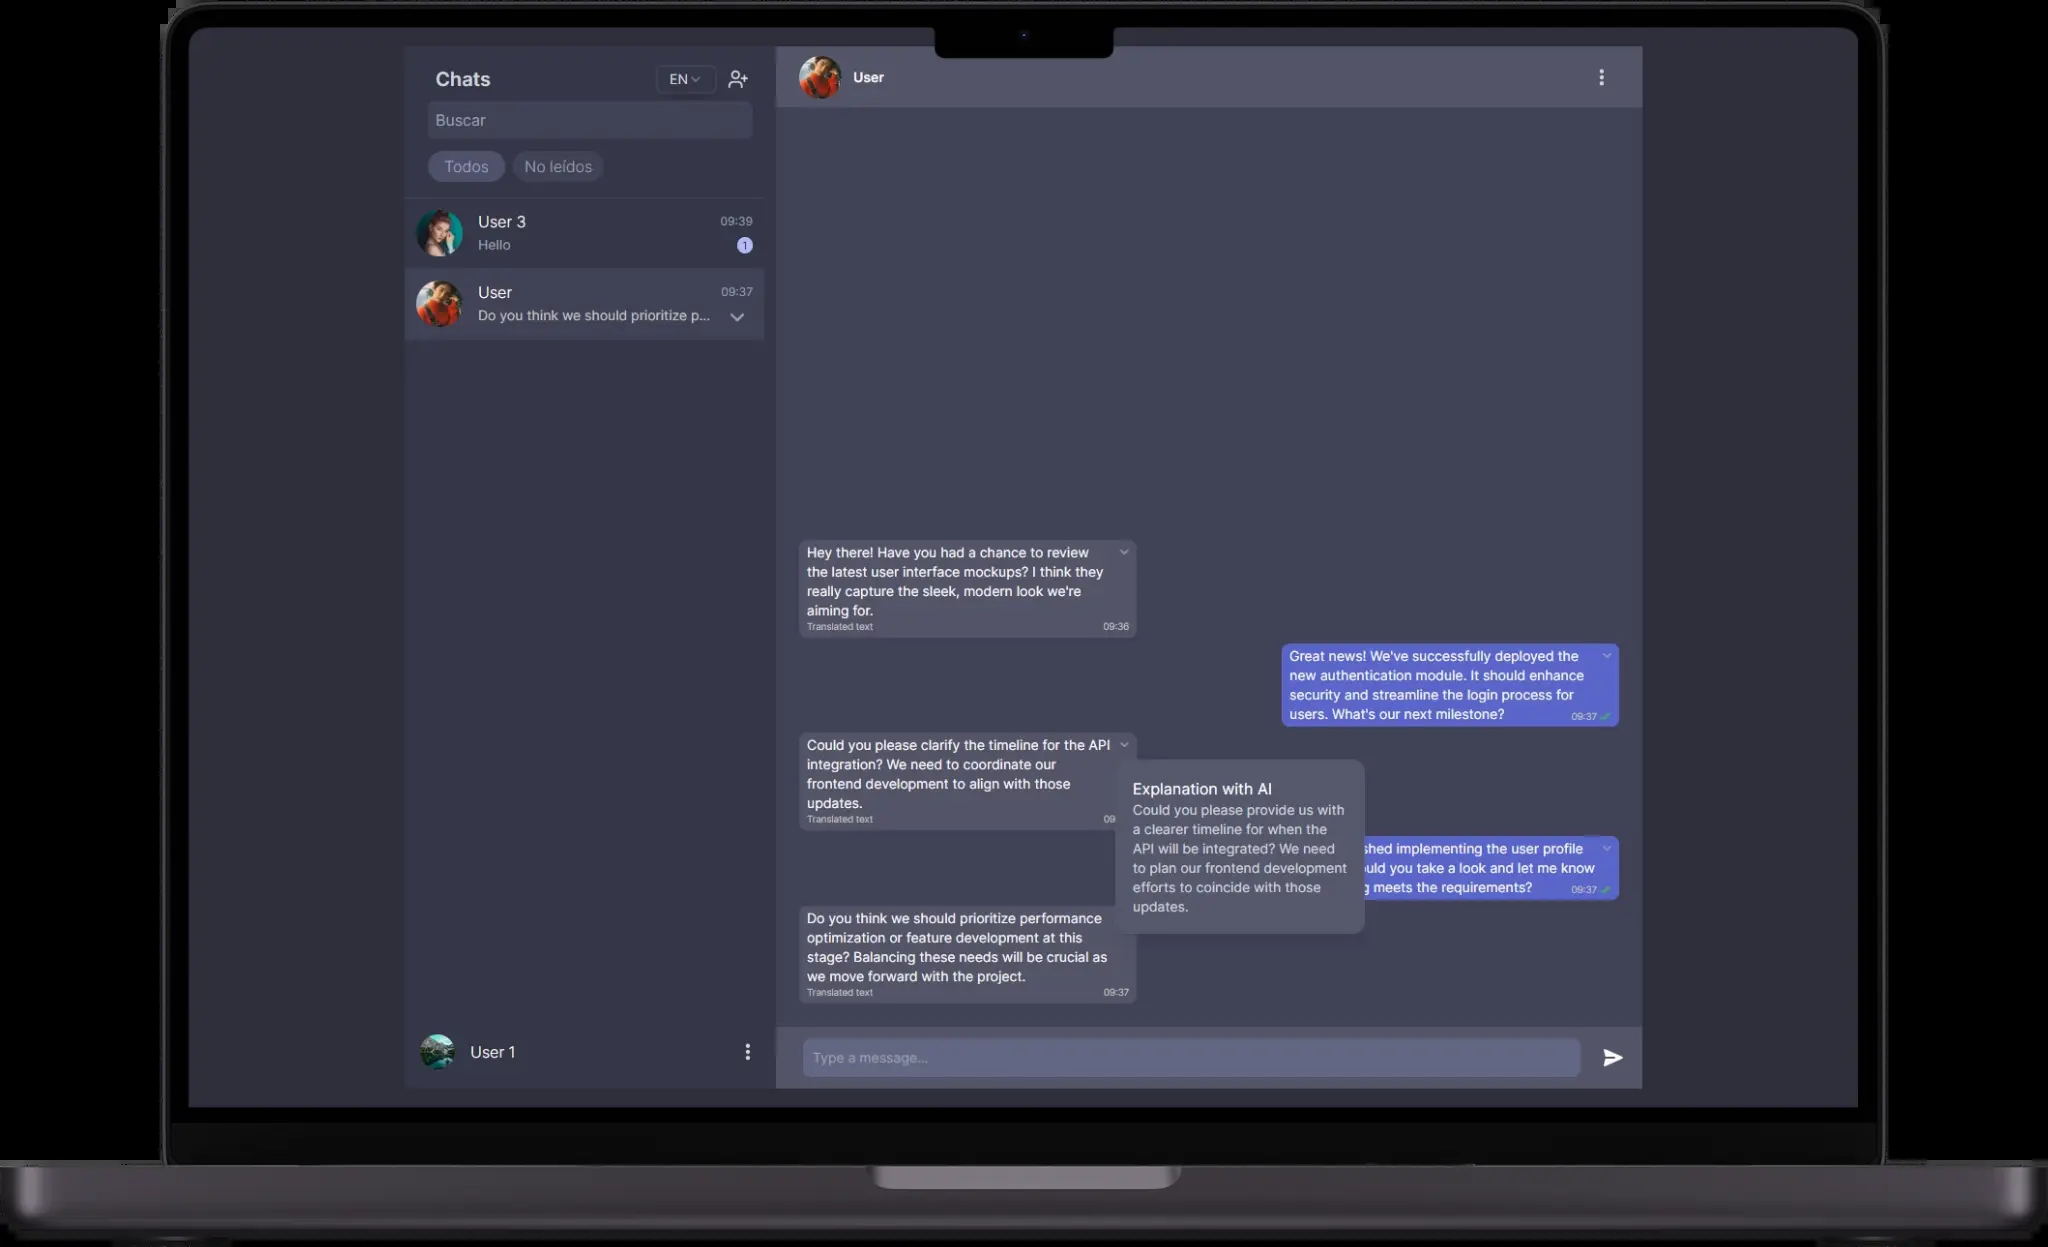 Chats
EN
Buscar
Todos
No leídos
User 3
09:39
Hello
1
User
09:37
Do you think we should prioritize p...
User 1
User
Hey there! Have you had a chance to review
the latest user interface mockups? I think they
really capture the sleek, modern look we're
aiming for.
Translated text
09:36
Great news! We've successfully deployed the
new authentication module. It should enhance
security and streamline the login process for
users. What's our next milestone?
09:37
Could you please clarify the timeline for the API
integration? We need to coordinate our
frontend development to align with those
updates.
Translated text
09
Explanation with AI
Could you please provide us with
a clearer timeline for when the
API will be integrated? We need
to plan our frontend development
efforts to coincide with those
updates.
implementing the user profile
you take a look and let me know
meets the requirements?
09:37
Do you think we should prioritize performance
optimization or feature development at this
stage? Balancing these needs will be crucial as
we move forward with the project.
Translated text
09:37
Type a message...